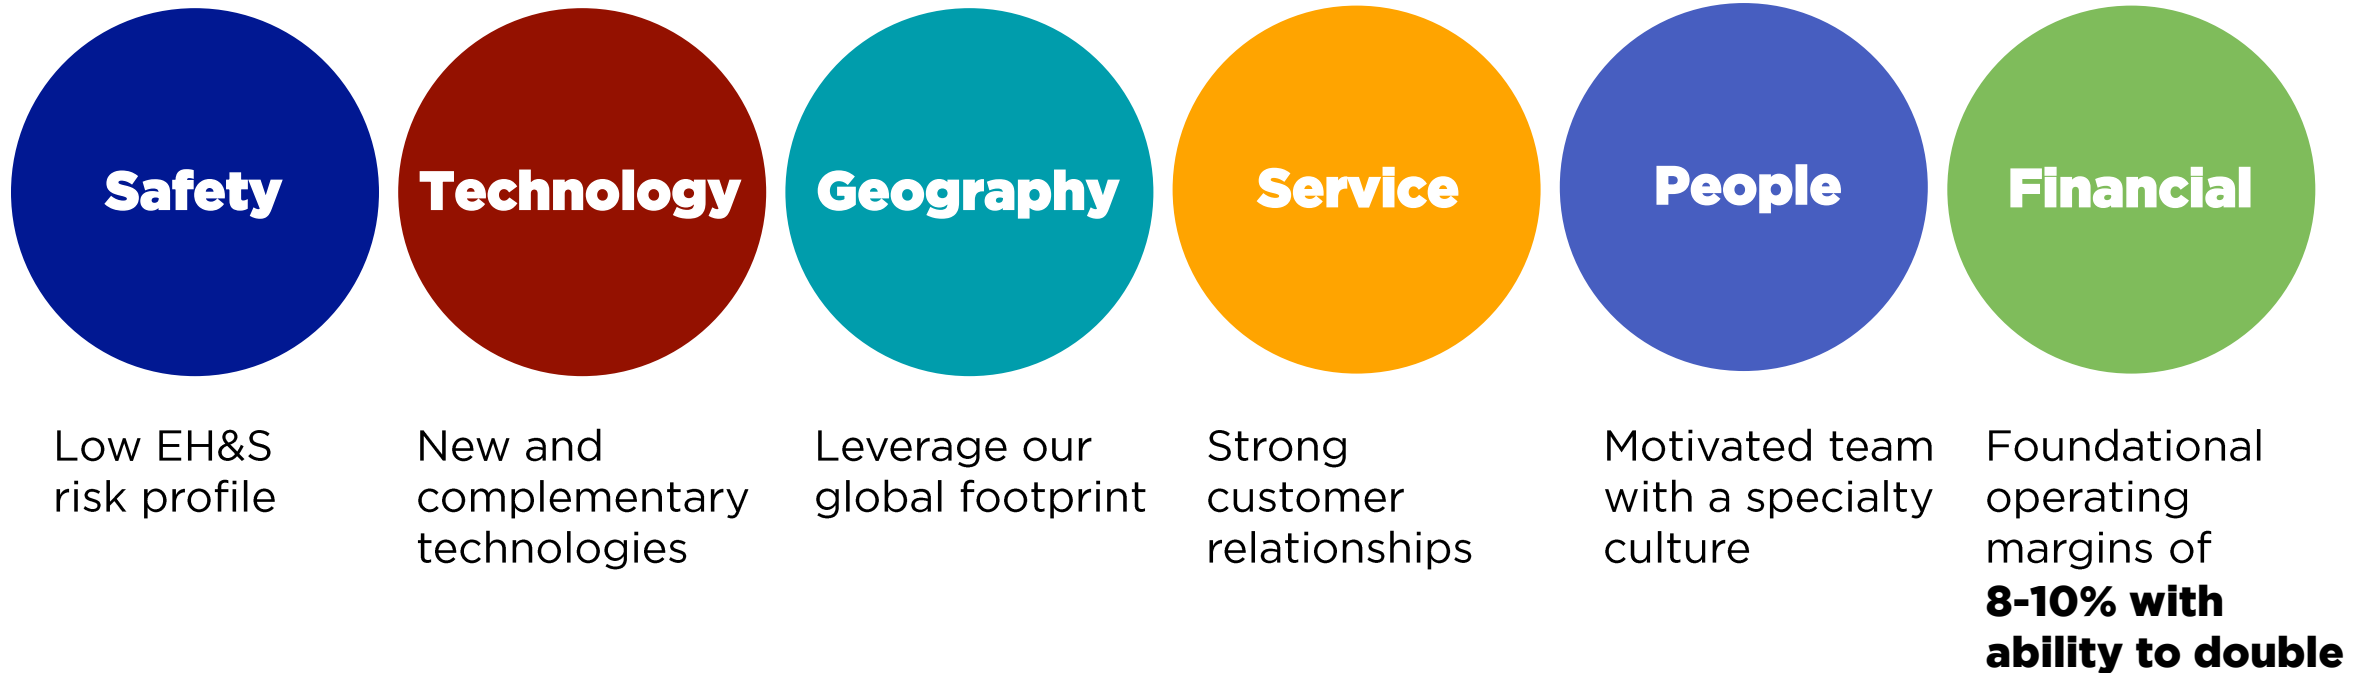 Safety
Technology
Geography
Service
People
Financial
Low EH&S
risk profile
New and
complementary
technologies
Leverage our
global footprint
Strong
customer
relationships
Motivated team
with a specialty
culture
Foundational
operating
margins of
8-10% with
ability to double